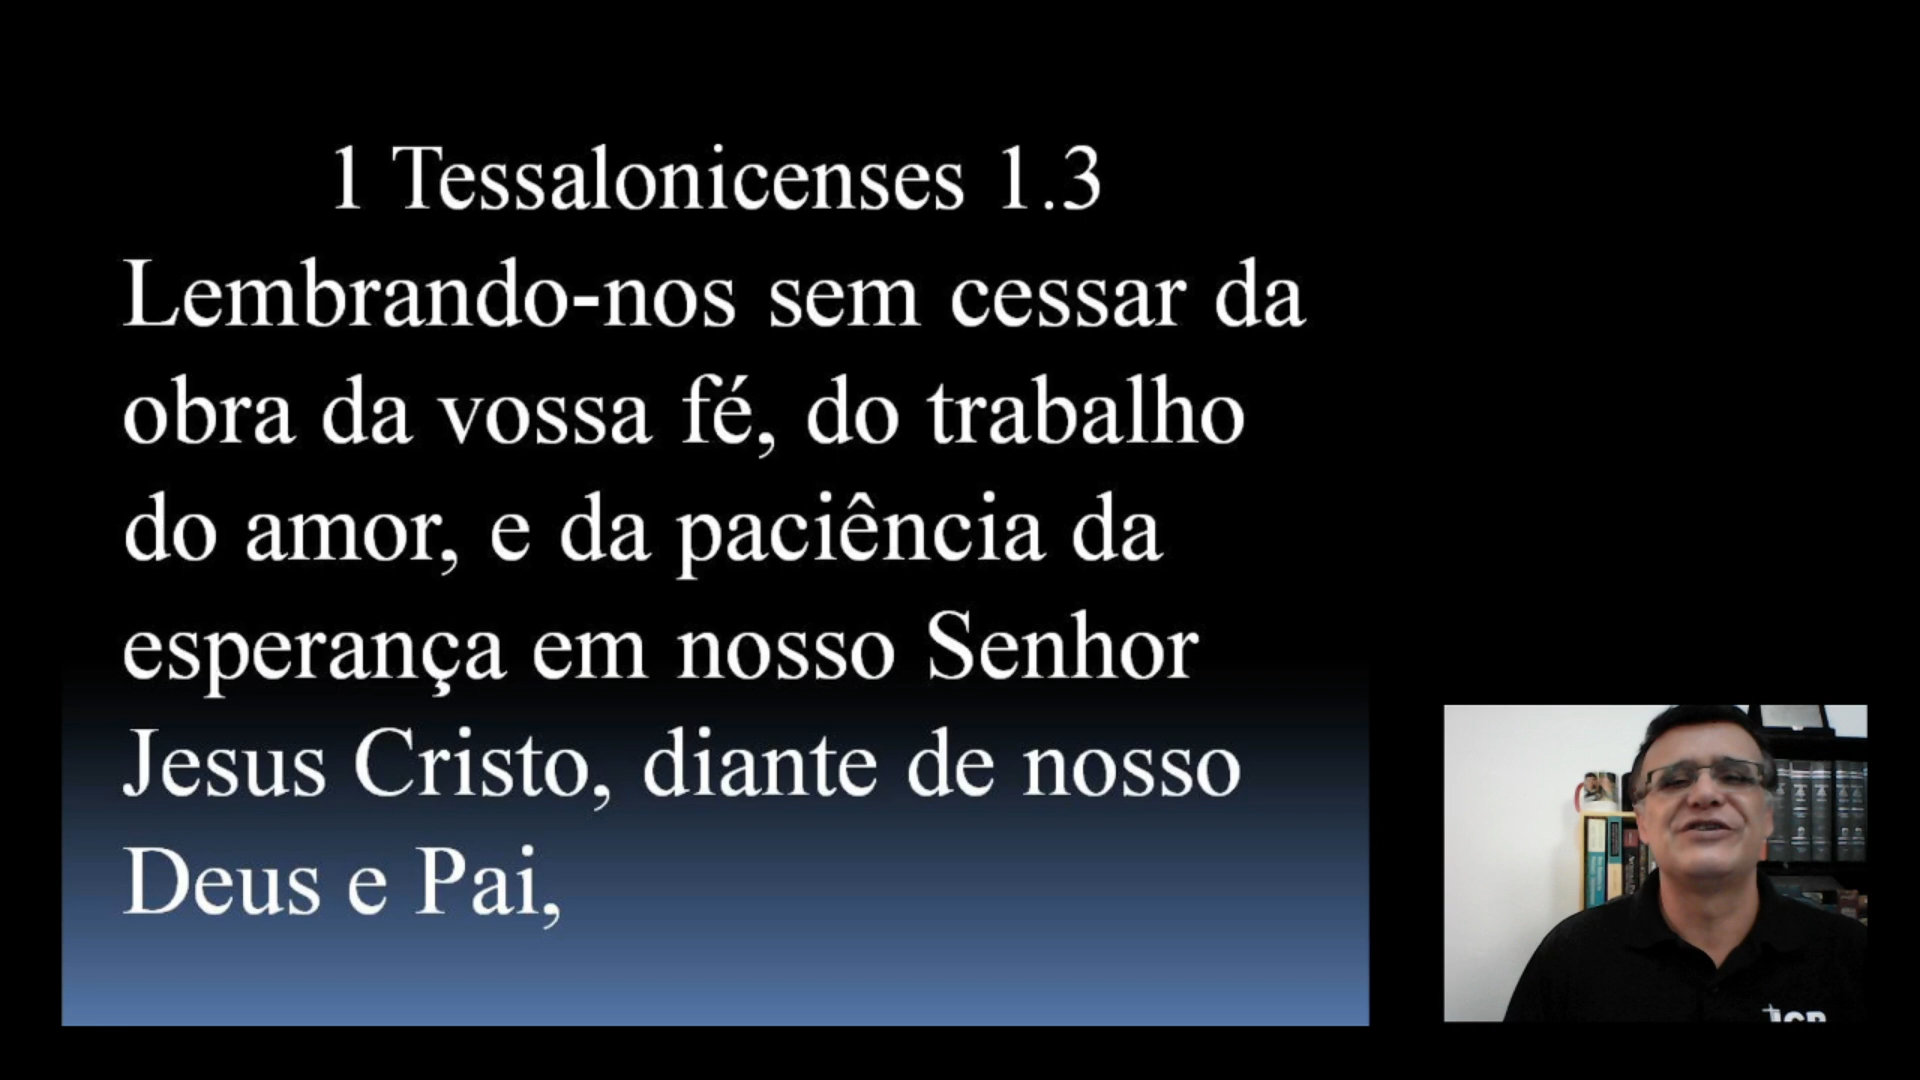 1 Tessalonicenses 1.3
Lembrando-nos sem cessar da
obra da vossa fé, do trabalho
do amor, e da paciência da
esperança em nosso Senhor
Jesus Cristo, diante de nosso
Deus e Pai,